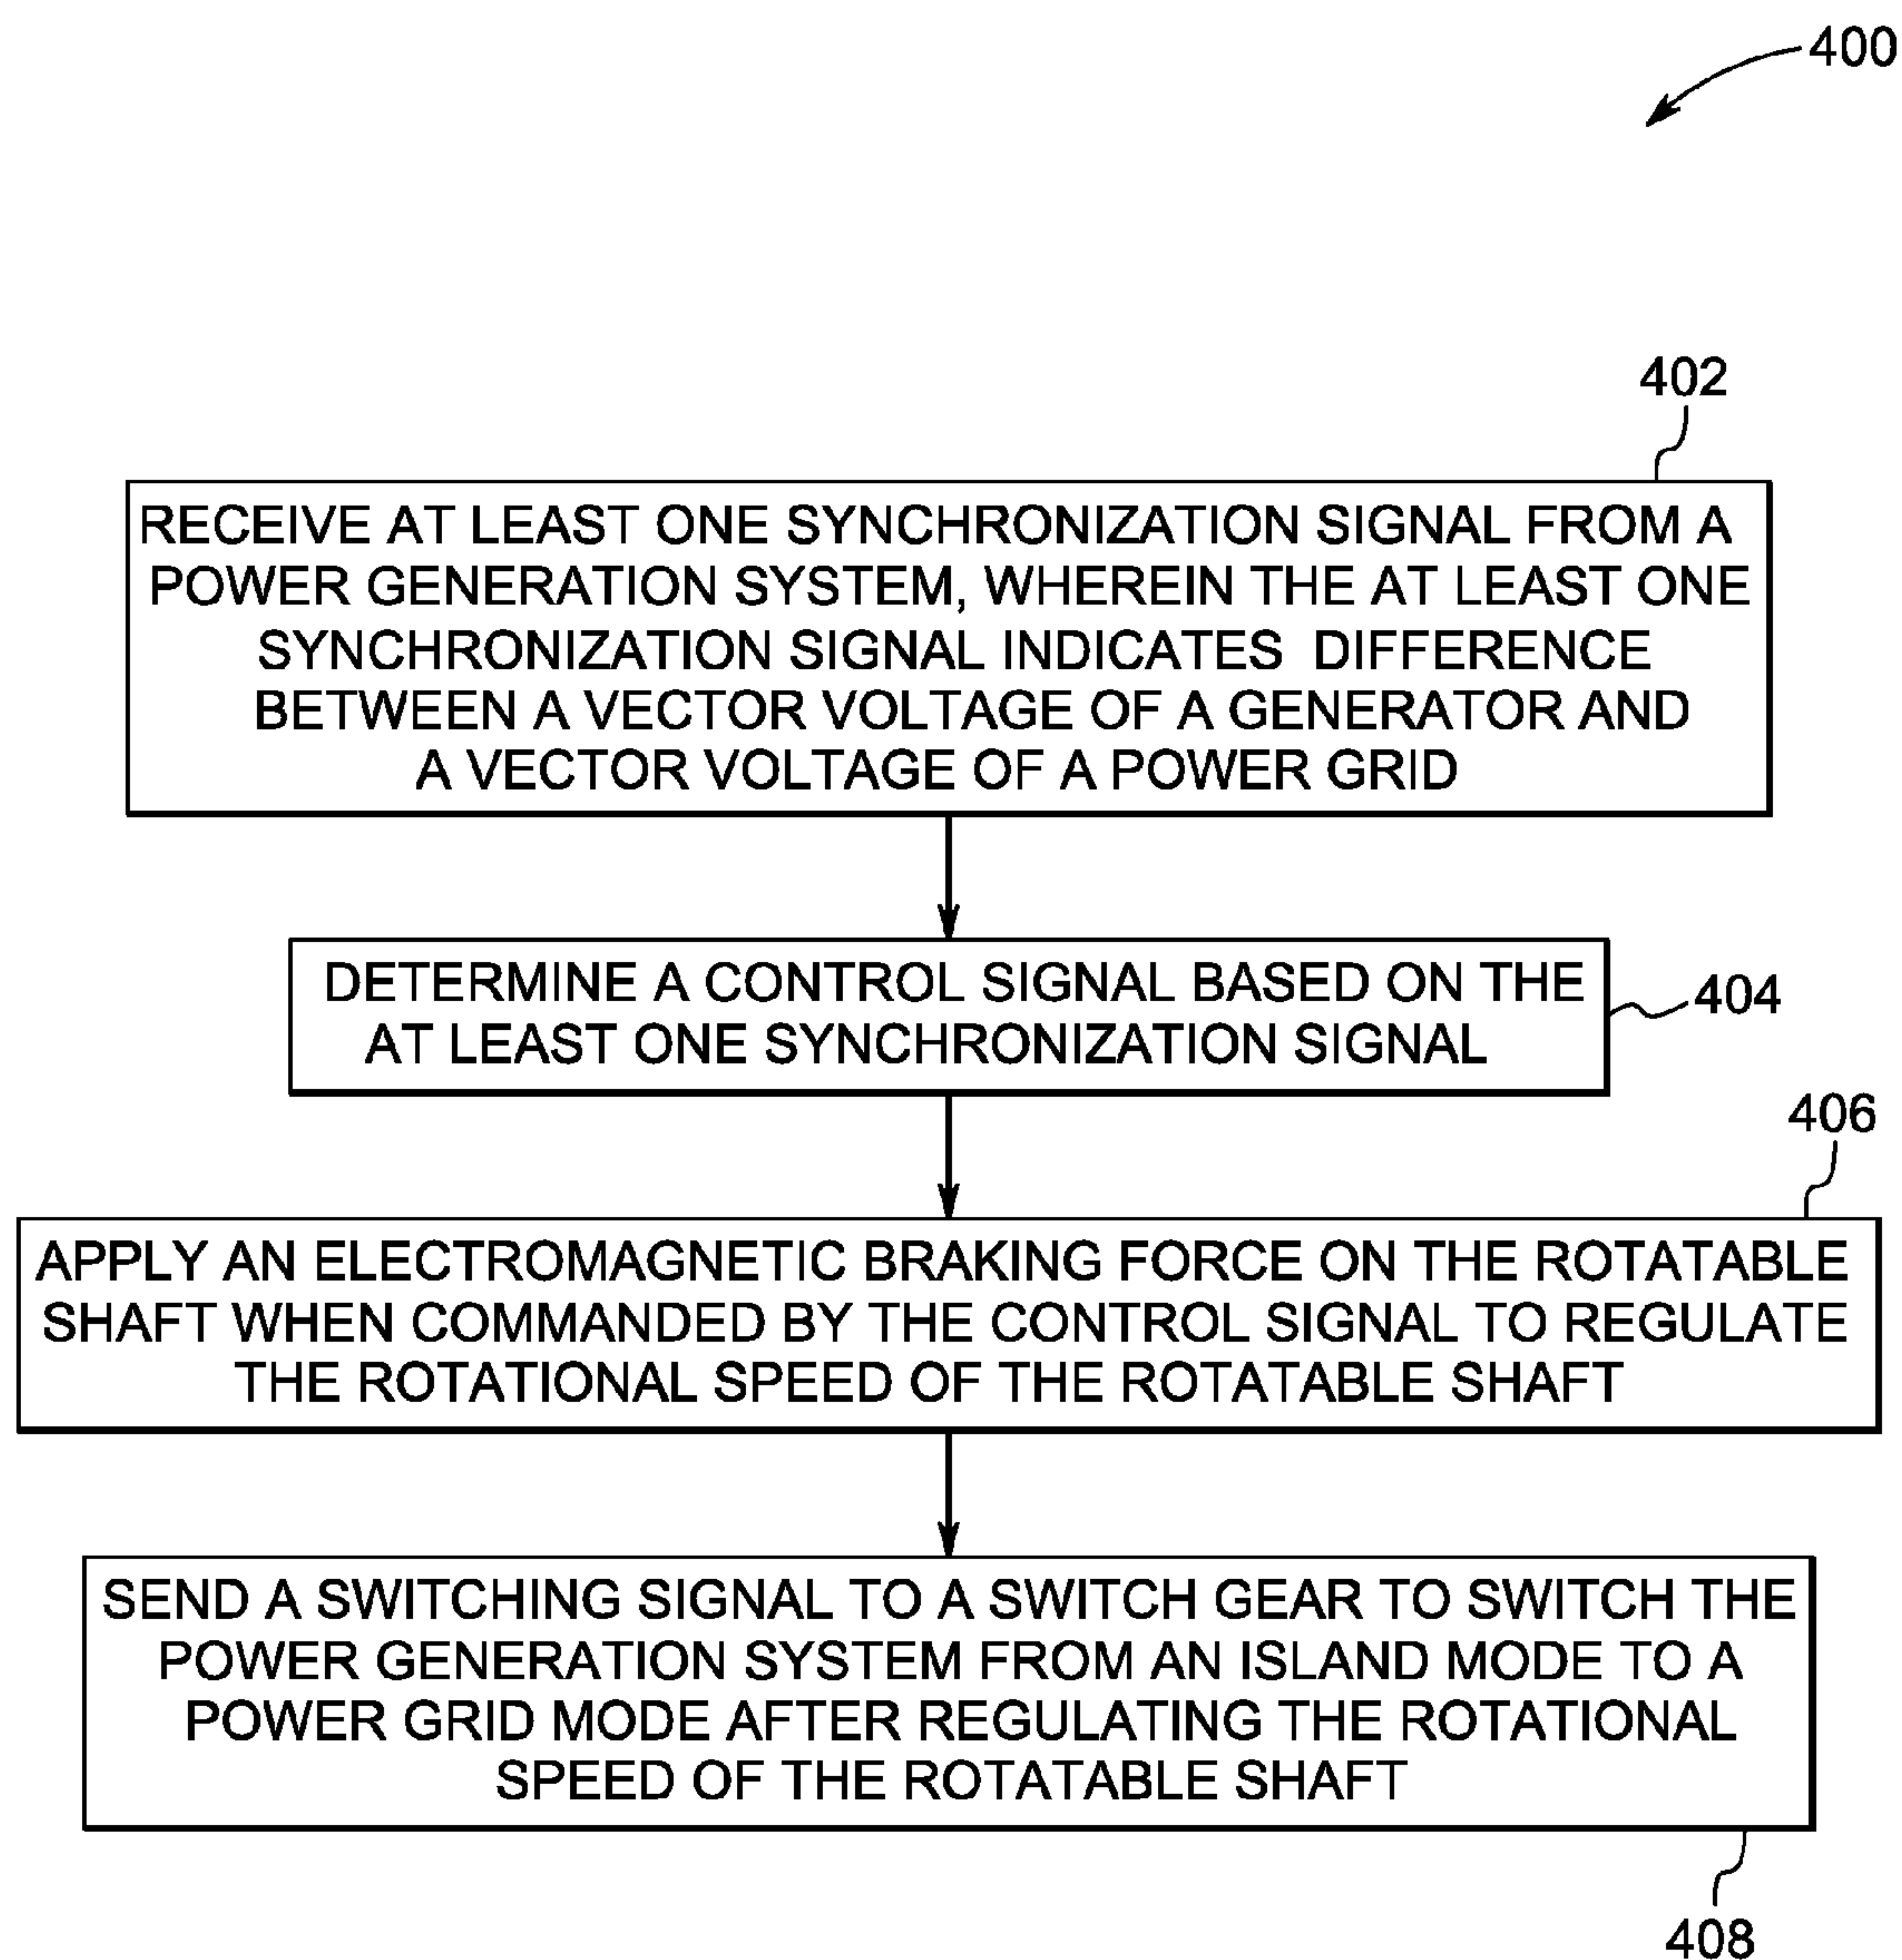 400
402
RECEIVE AT LEAST ONE SYNCHRONIZATION SIGNAL FROM A
POWER GENERATION SYSTEM, WHEREIN THE AT LEAST ONE
SYNCHRONIZATION SIGNAL INDICATES DIFFERENCE
BETWEEN A VECTOR VOLTAGE OF A GENERATOR AND
A VECTOR VOLTAGE OF A POWER GRID
DETERMINE A CONTROL SIGNAL BASED ON THE
AT LEAST ONE SYNCHRONIZATION SIGNAL
404
406
APPLY AN ELECTROMAGNETIC BRAKING FORCE ON THE ROTATABLE
SHAFT WHEN COMMANDED BY THE CONTROL SIGNAL TO REGULATE
THE ROTATIONAL SPEED OF THE ROTATABLE SHAFT
SEND A SWITCHING SIGNAL TO A SWITCH GEAR TO SWITCH THE
POWER GENERATION SYSTEM FROM AN ISLAND MODE TO A
POWER GRID MODE AFTER REGULATING THE ROTATIONAL
SPEED OF THE ROTATABLE SHAFT
408